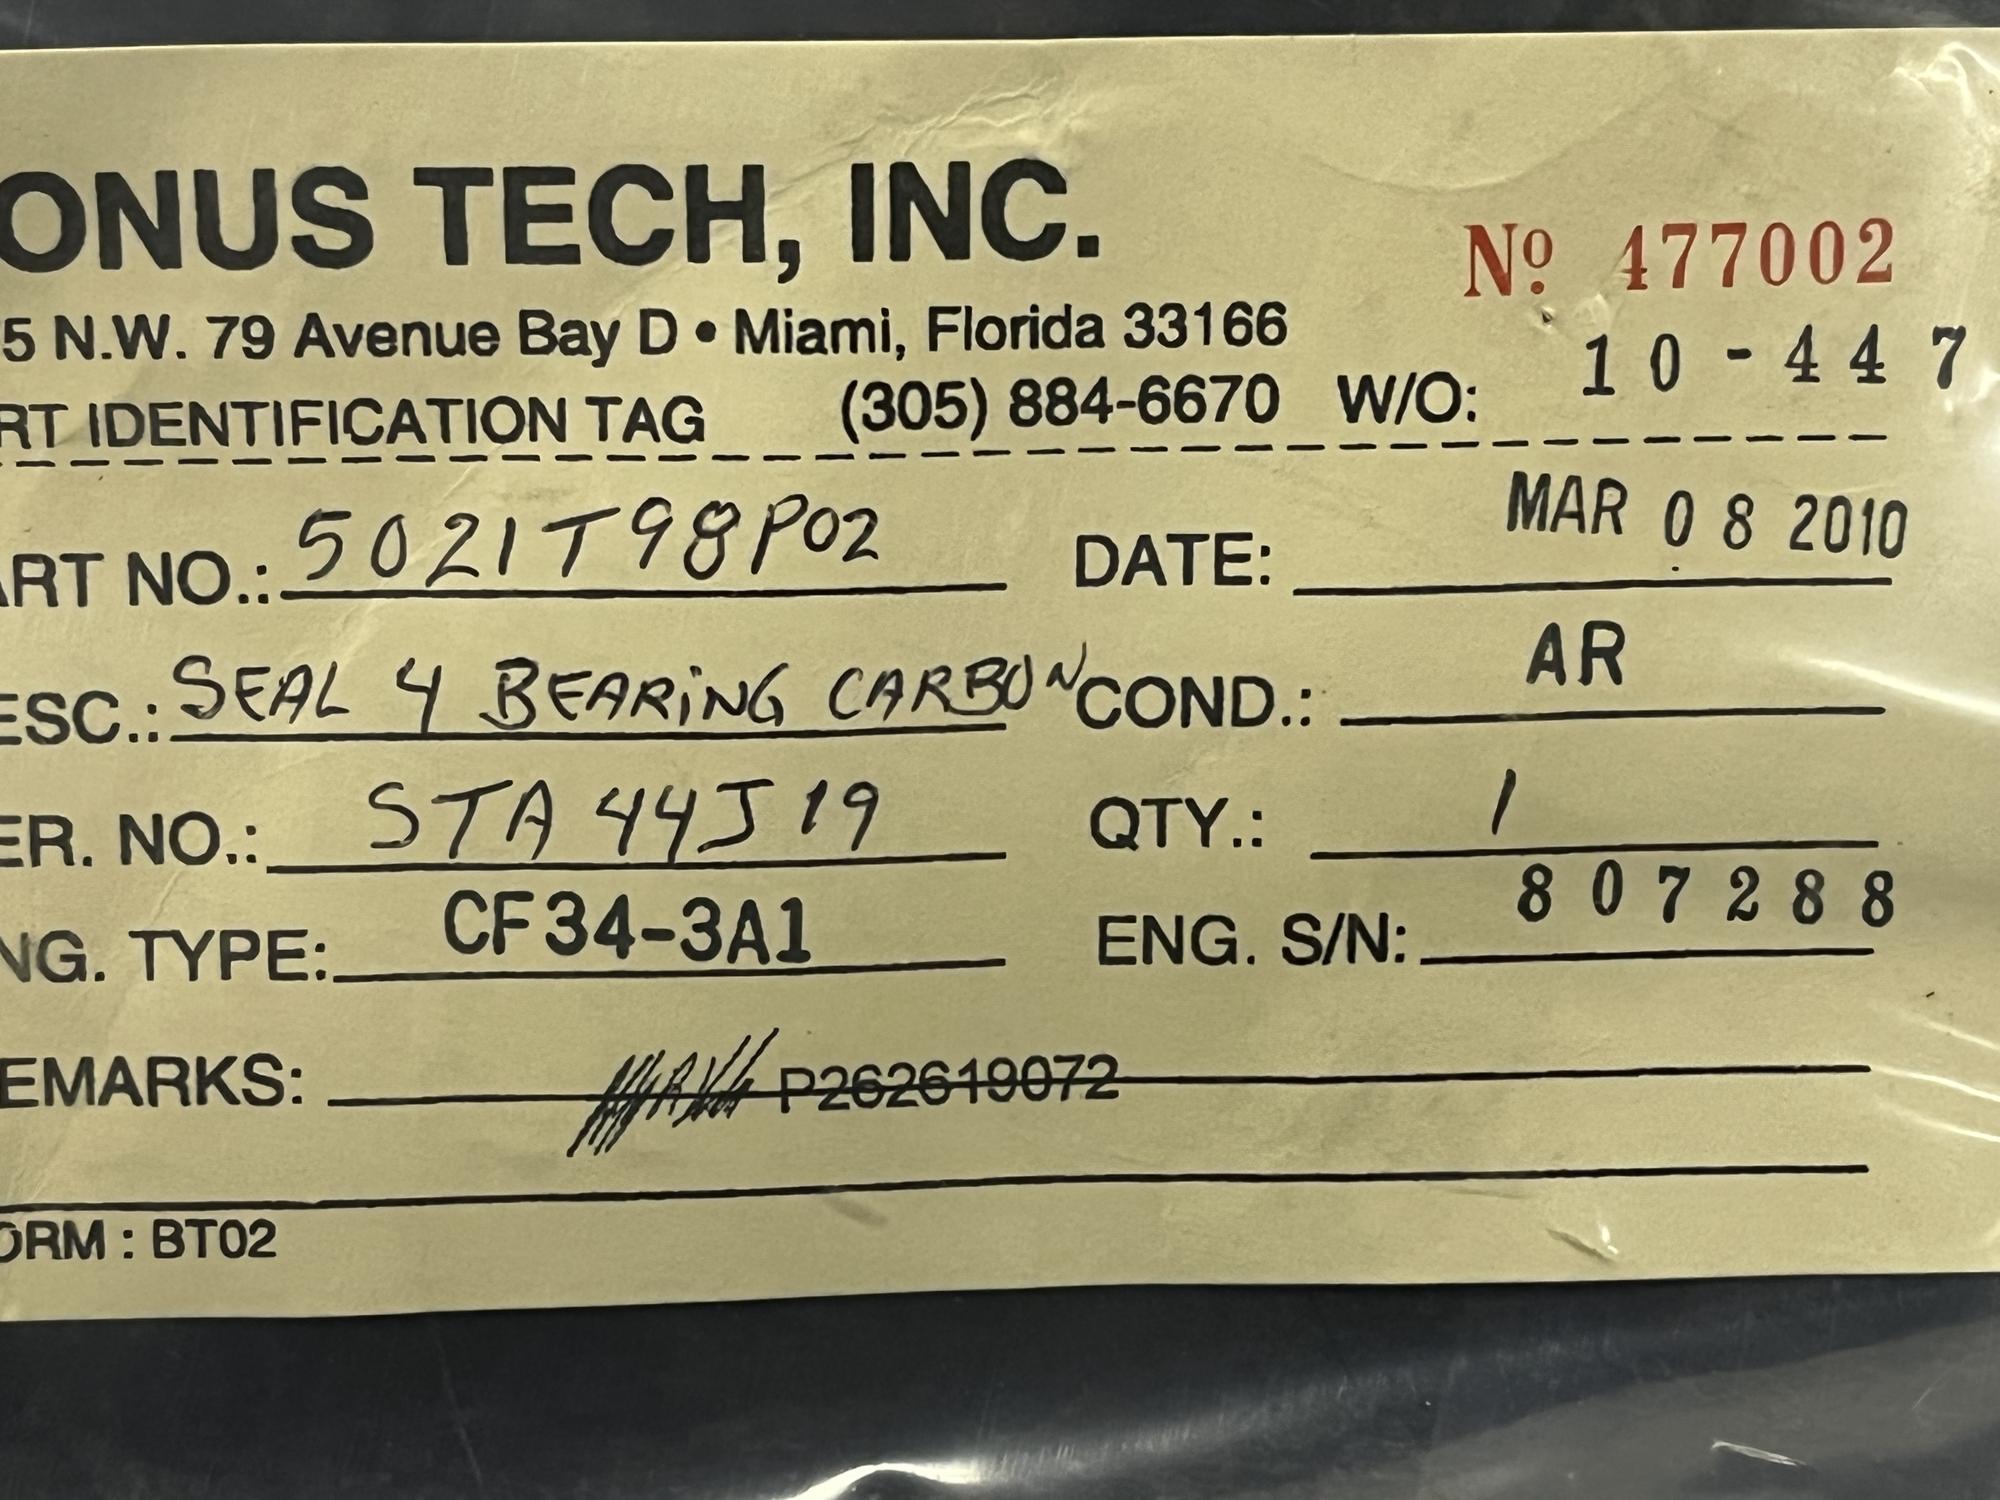 ONUS TECH, INC.
Nº 477002
5 N.W. 79 Avenue Bay D • Miami, Florida 33166
RT IDENTIFICATION TAG (305) 884-6670 W/O: 10-447
ART NO.: 5021T98P02 DATE: MAR 08 2010
ESC.: SEAL 4 BEARING CARBON COND.: AR
ER. NO.: STA44J19 QTY.: 1
NG. TYPE: CF34-3A1 ENG. S/N: 807288
EMARKS: P262619072
ORM : BT02